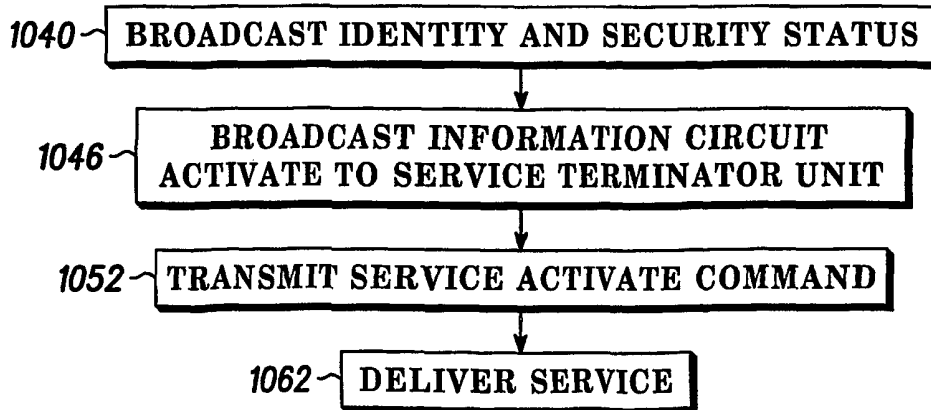 1040 BROADCAST IDENTITY AND SECURITY STATUS
BROADCAST INFORMATION CIRCUIT
1046 ACTIVATE TO SERVICE TERMINATOR UNIT
1052 TRANSMIT SERVICE ACTIVATE COMMAND
1062 DELIVER SERVICE